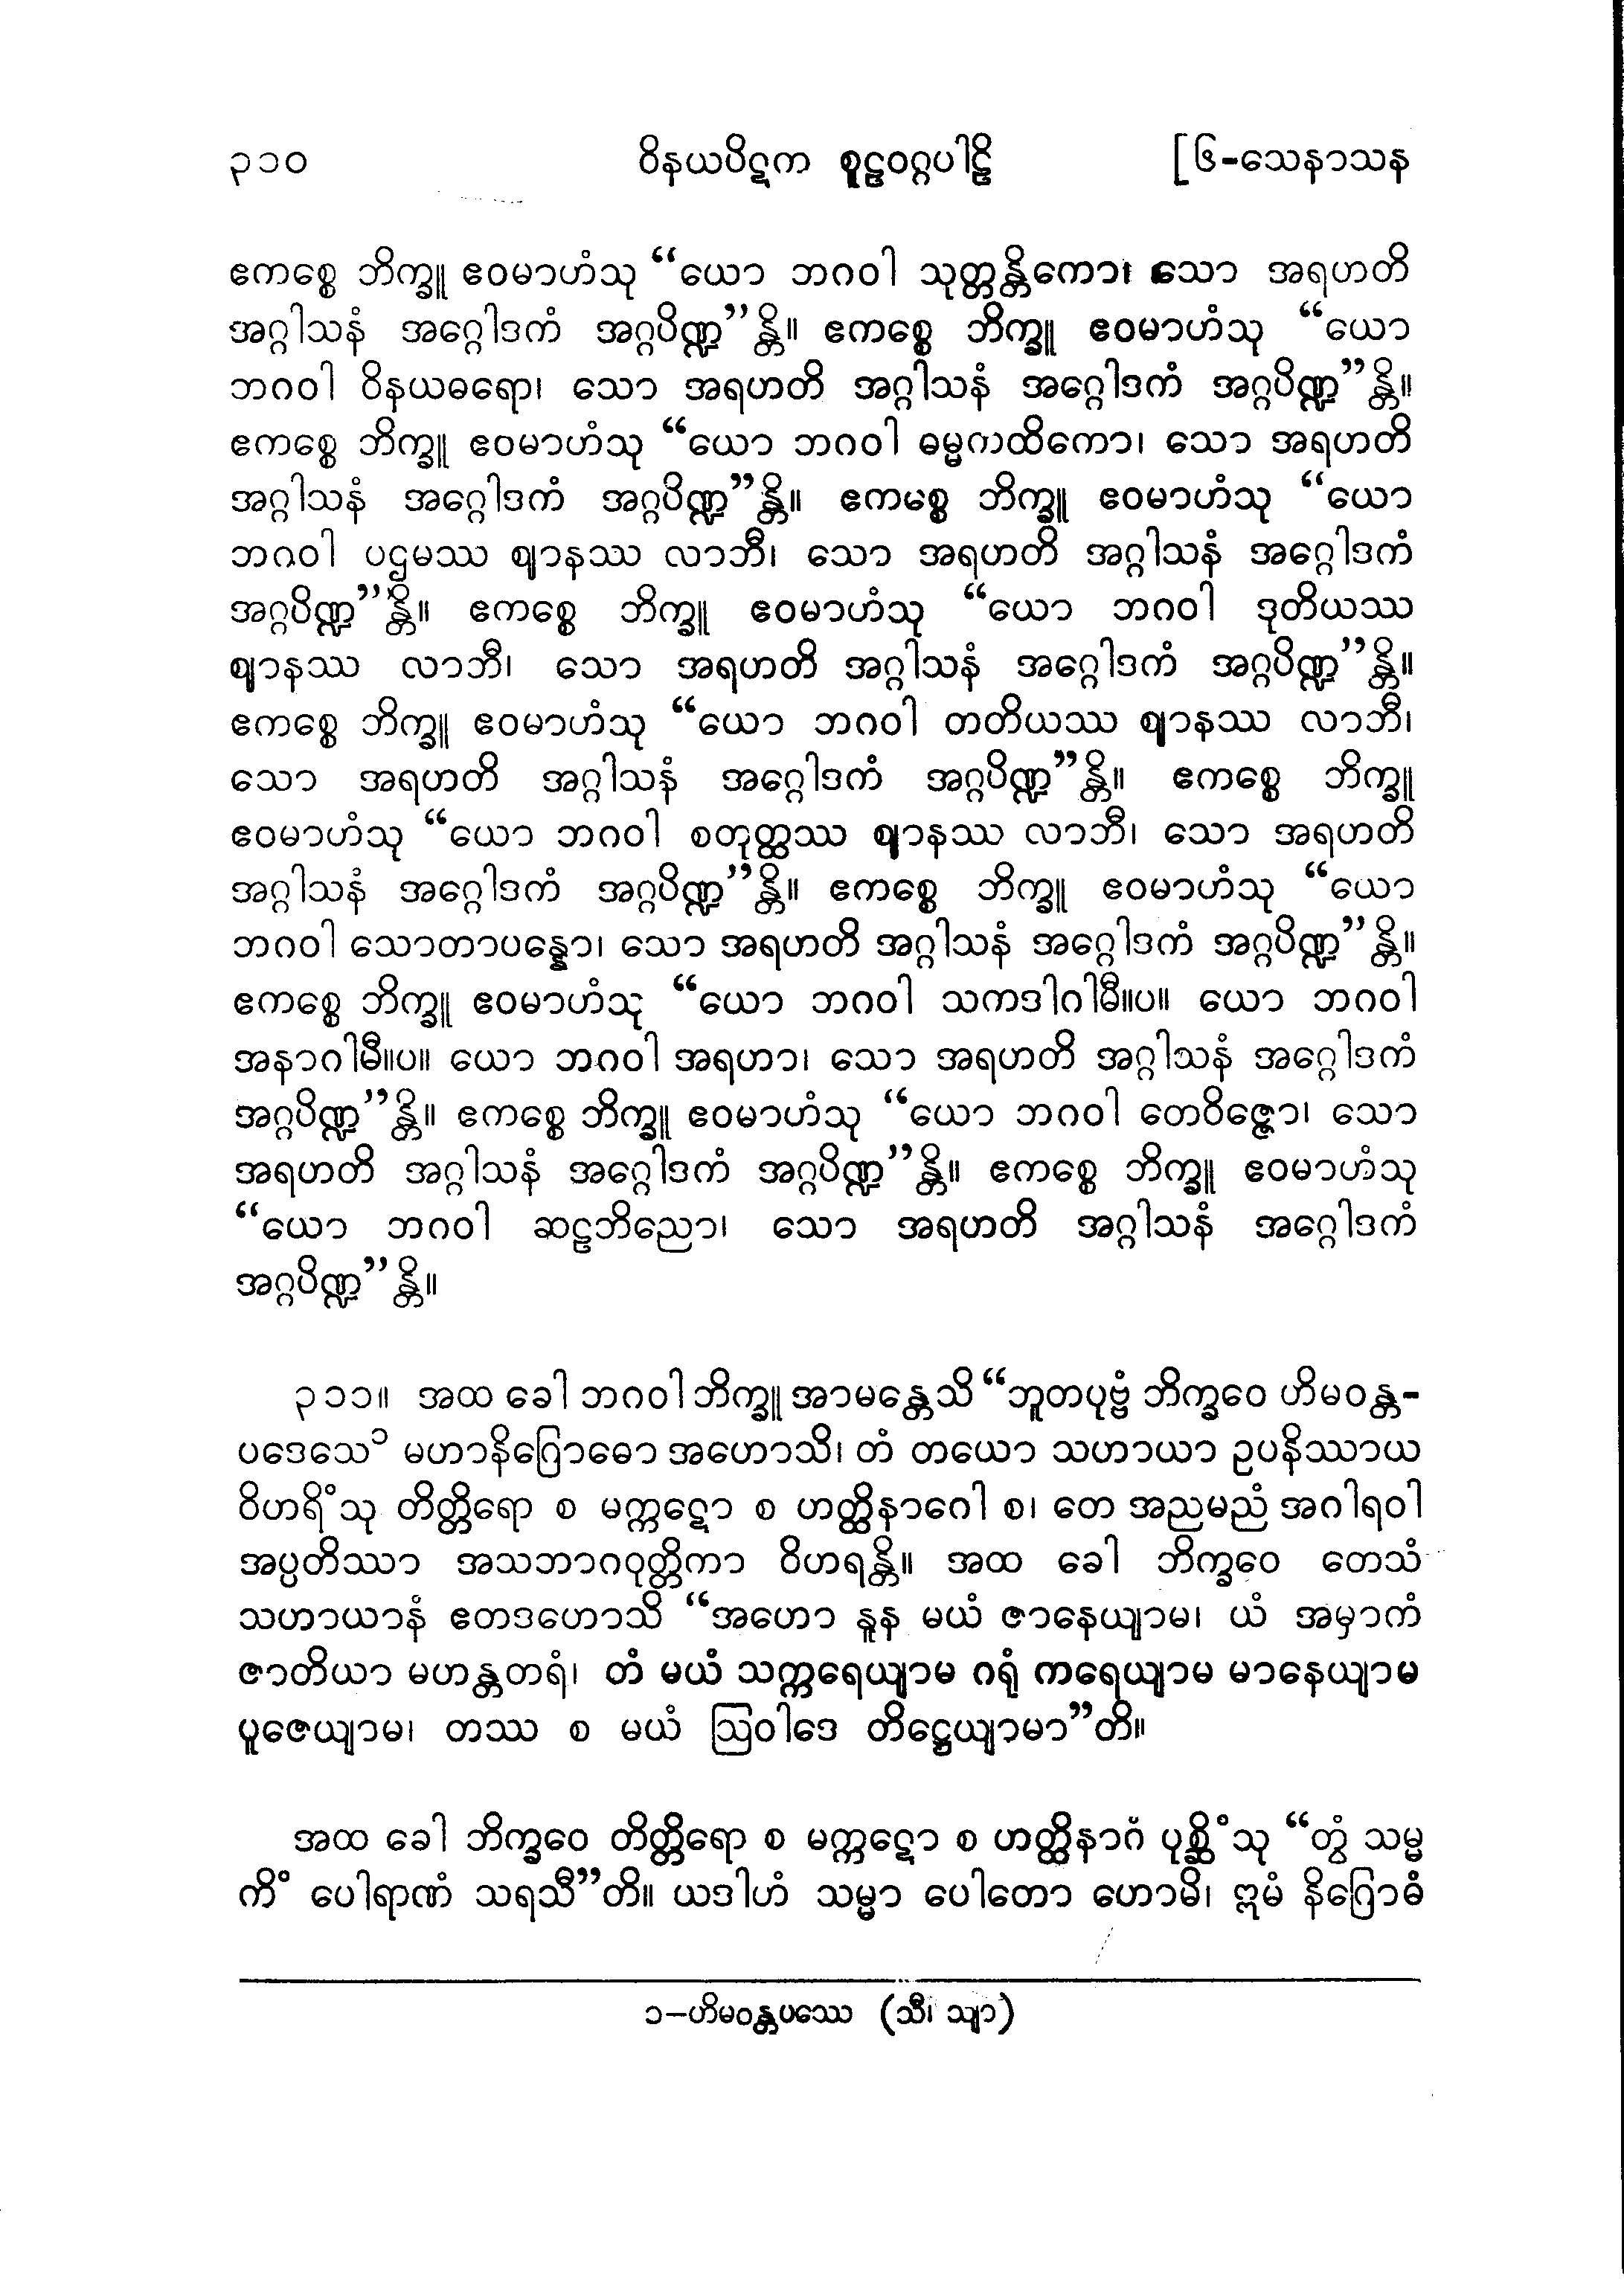 ၃၁၀ ဝိနယပိဋက စူဠဝဂ္ဂပါဠိ [၆-သေနာသန
ဧကစ္စေ ဘိက္ခူ ဧဝမာဟံသု “ယော ဘဂဝါ သုတ္တန္တိကော၊ သော အရဟတိ
အဂ္ဂါသနံ အဂ္ဂေါဒကံ အဂ္ဂပိဏ္ဍ”န္တိ။ ဧကစ္စေ ဘိက္ခူ ဧဝမာဟံသု “ယော
ဘဂဝါ ဝိနယဓရော၊ သော အရဟတိ အဂ္ဂါသနံ အဂ္ဂေါဒကံ အဂ္ဂပိဏ္ဍ”န္တိ။
ဧကစ္စေ ဘိက္ခူ ဧဝမာဟံသု “ယော ဘဂဝါ ဓမ္မကထိကော၊ သော အရဟတိ
အဂ္ဂါသနံ အဂ္ဂေါဒကံ အဂ္ဂပိဏ္ဍ”န္တိ။ ဧကစ္စေ ဘိက္ခူ ဧဝမာဟံသု “ယော
ဘဂဝါ ပဌမဿ ဈာနဿ လာဘီ၊ သော အရဟတိ အဂ္ဂါသနံ အဂ္ဂေါဒကံ
အဂ္ဂပိဏ္ဍ”န္တိ။ ဧကစ္စေ ဘိက္ခူ ဧဝမာဟံသု “ယော ဘဂဝါ ဒုတိယဿ
ဈာနဿ လာဘီ၊ သော အရဟတိ အဂ္ဂါသနံ အဂ္ဂေါဒကံ အဂ္ဂပိဏ္ဍ”န္တိ။
ဧကစ္စေ ဘိက္ခူ ဧဝမာဟံသု “ယော ဘဂဝါ တတိယဿ ဈာနဿ လာဘီ၊
သော အရဟတိ အဂ္ဂါသနံ အဂ္ဂေါဒကံ အဂ္ဂပိဏ္ဍ”န္တိ။ ဧကစ္စေ ဘိက္ခူ
ဧဝမာဟံသု “ယော ဘဂဝါ စတုတ္ထဿ ဈာနဿ လာဘီ၊ သော အရဟတိ
အဂ္ဂါသနံ အဂ္ဂေါဒကံ အဂ္ဂပိဏ္ဍ”န္တိ။ ဧကစ္စေ ဘိက္ခူ ဧဝမာဟံသု “ယော
ဘဂဝါ သောတာပန္နော၊ သော အရဟတိ အဂ္ဂါသနံ အဂ္ဂေါဒကံ အဂ္ဂပိဏ္ဍ”န္တိ။
ဧကစ္စေ ဘိက္ခူ ဧဝမာဟံသု “ယော ဘဂဝါ သကဒါဂါမီ။ပ။ ယော ဘဂဝါ
အနာဂါမီ။ပ။ ယော ဘဂဝါ အရဟာ၊ သော အရဟတိ အဂ္ဂါသနံ အဂ္ဂေါဒကံ
အဂ္ဂပိဏ္ဍ”န္တိ။ ဧကစ္စေ ဘိက္ခူ ဧဝမာဟံသု “ယော ဘဂဝါ တေဝိဇ္ဇော၊ သော
အရဟတိ အဂ္ဂါသနံ အဂ္ဂေါဒကံ အဂ္ဂပိဏ္ဍ”န္တိ။ ဧကစ္စေ ဘိက္ခူ ဧဝမာဟံသု
“ယော ဘဂဝါ ဆဠဘိညော၊ သော အရဟတိ အဂ္ဂါသနံ အဂ္ဂေါဒကံ
အဂ္ဂပိဏ္ဍ”န္တိ။
၃၁၁။ အထ ခေါ ဘဂဝါ ဘိက္ခူ အာမန္တေသိ “ဘူတပုဗ္ဗံ ဘိက္ခဝေ ဟိမဝန္တ-
ပဒေသေ ၁ မဟာနိဂြောဓော အဟောသိ၊ တံ တယော သဟာယာ ဥပနိဿာယ
ဝိဟရိံသု တိတ္တိရော စ မက္ကဋော စ ဟတ္ထိနာဂေါ စ၊ တေ အညမညံ အဂါရဝါ
အပ္ပတိဿာ အသဘာဂဝုတ္တိကာ ဝိဟရန္တိ။ အထ ခေါ ဘိက္ခဝေ တေသံ
သဟာယာနံ ဧတဒဟောသိ “အဟော နူန မယံ ဇာနေယျာမ၊ ယံ အမှာကံ
ဇာတိယာ မဟန္တတရံ၊ တံ မယံ သက္ကရေယျာမ ဂရုံ ကရေယျာမ မာနေယျာမ
ပူဇေယျာမ၊ တဿ စ မယံ ဩဝါဒေ တိဋ္ဌေယျာမာ”တိ။
အထ ခေါ ဘိက္ခဝေ တိတ္တိရော စ မက္ကဋော စ ဟတ္ထိနာဂံ ပုစ္ဆိံသု “တွံ သမ္မ
ကိံ ပေါရာဏံ သရသီ”တိ။ ယဒါဟံ သမ္မာ ပေါတော ဟောမိ၊ ဣမံ နိဂြောဓံ
၁-ဟိမဝန္တပဿေ (သီ၊ သျာ)